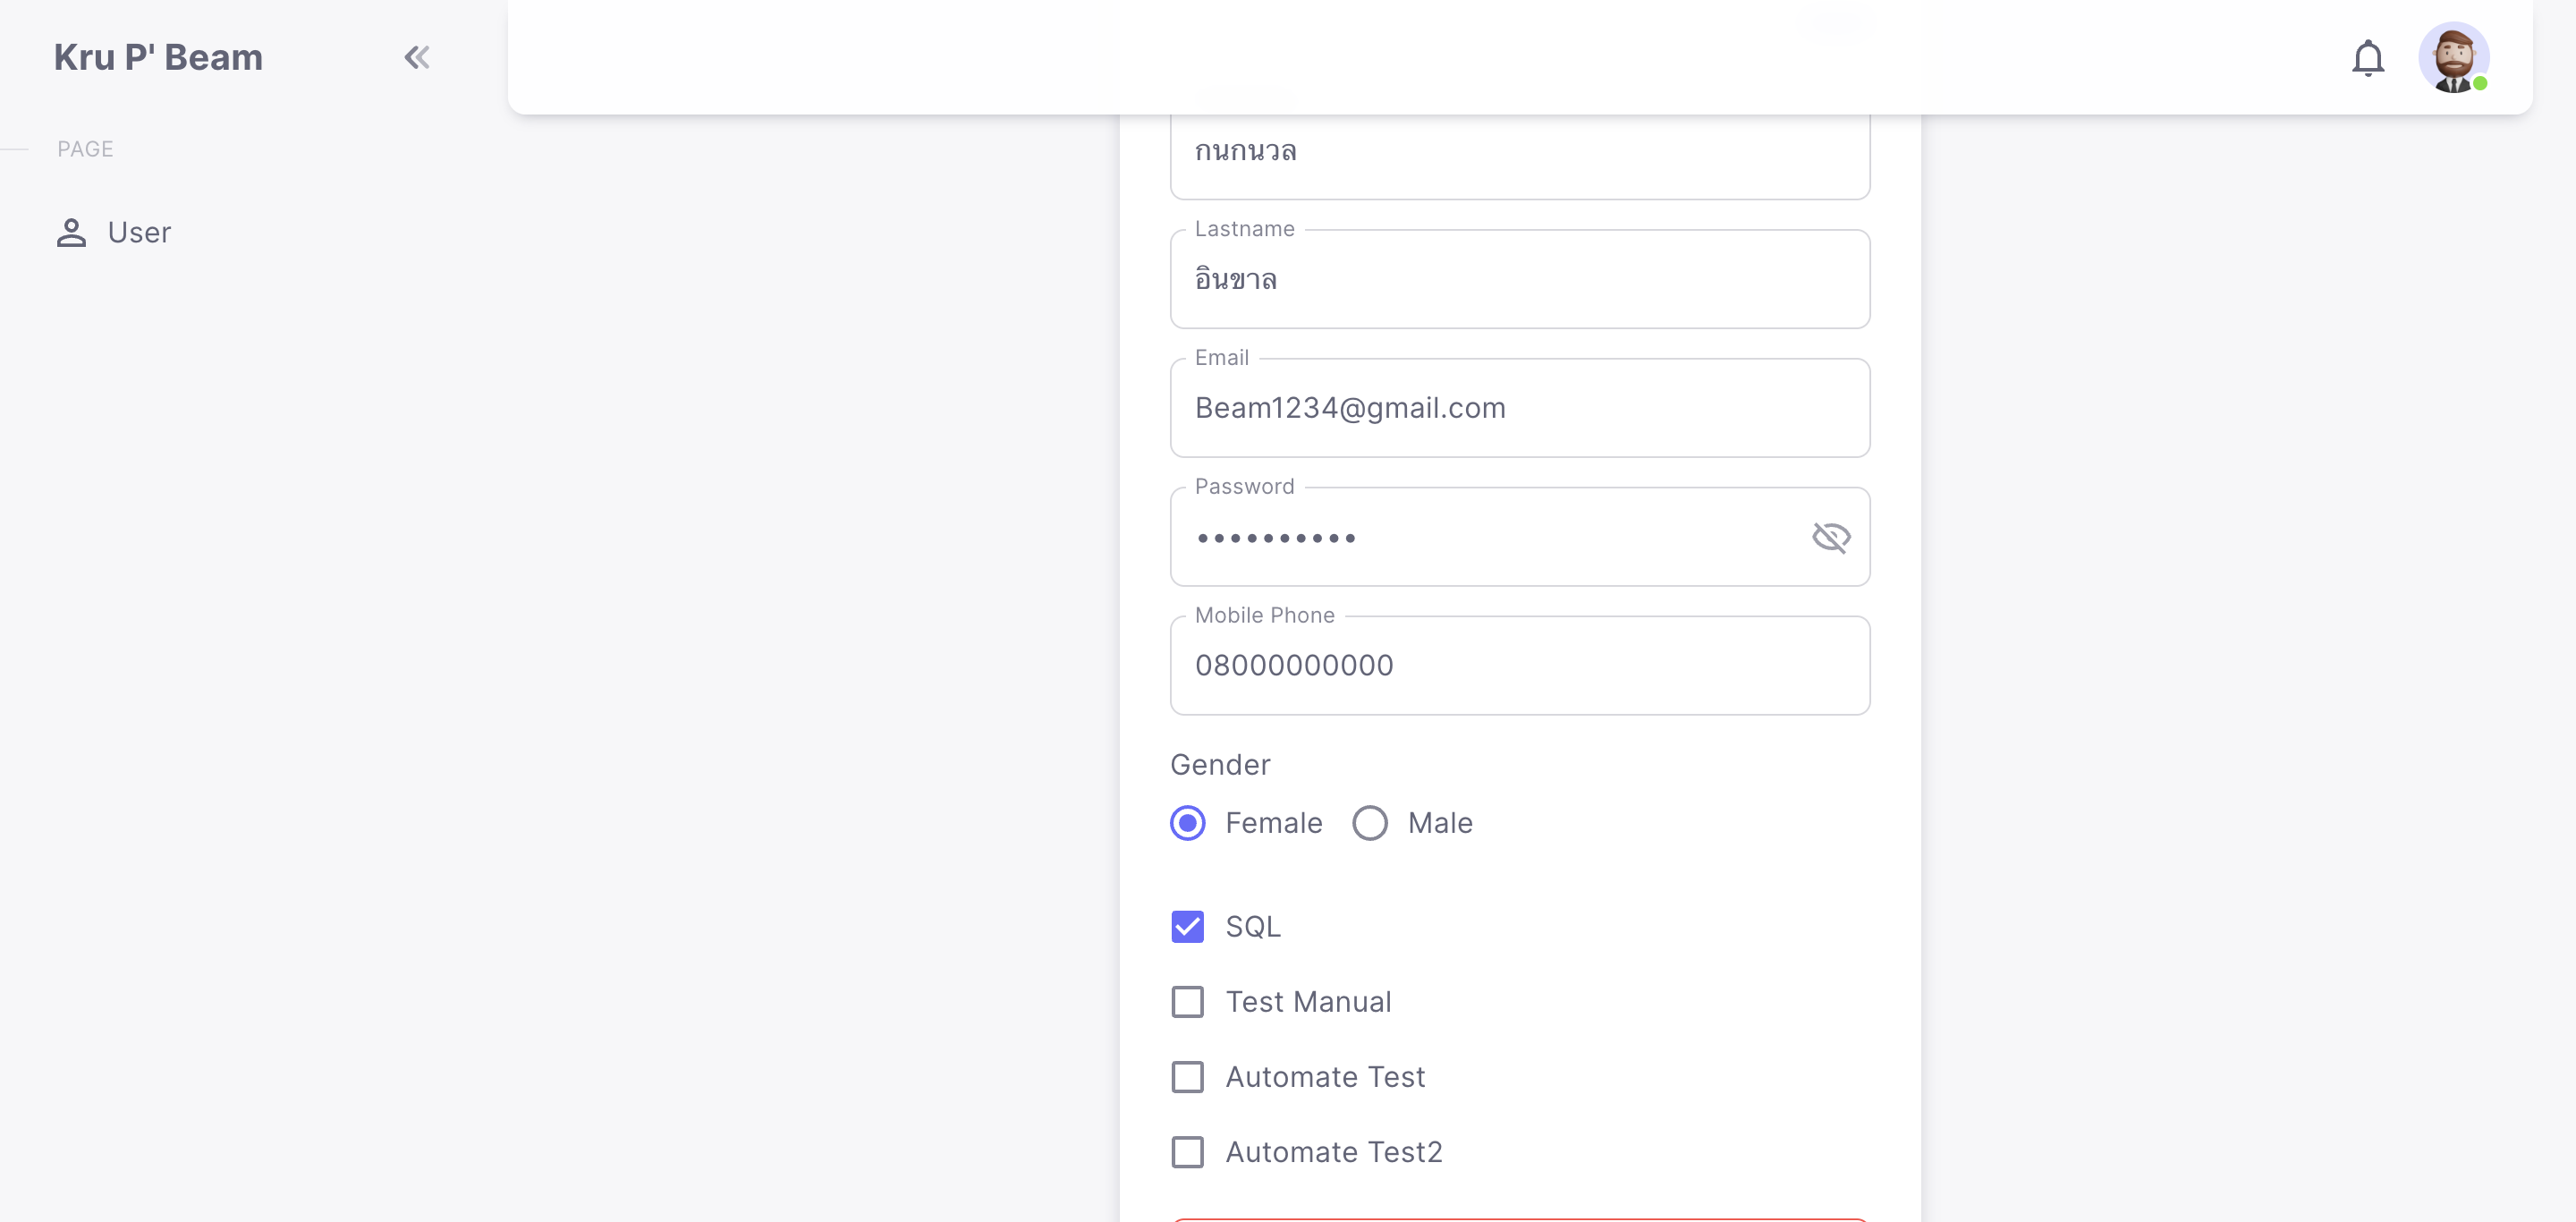 Kru P' Beam
PAGE
User
กนกนวล
Lastname
อินขาล
Email
Beam1234@gmail.com
Password
••••••••••
Mobile Phone
08000000000
Gender
Female
Male
SQL
Test Manual
Automate Test
Automate Test2